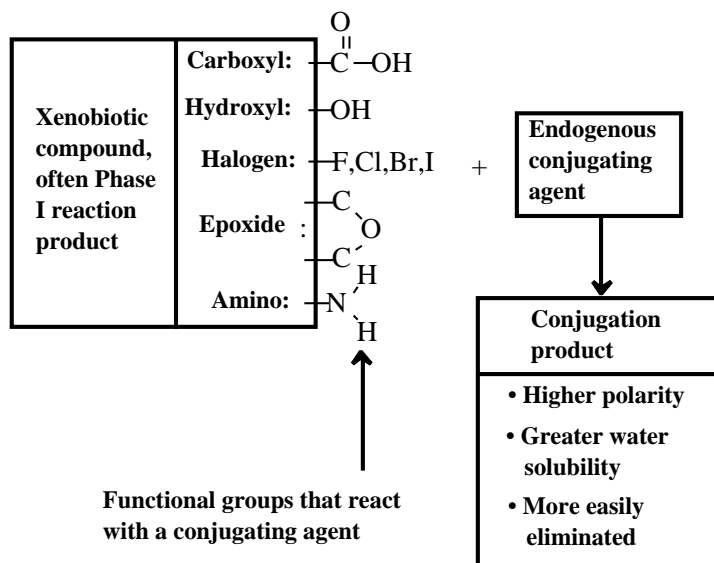 Xenobiotic
compound,
often Phase
I reaction
product
O
Carboxyl: C OH
Hydroxyl: OH
Halogen: F,Cl,Br,I
C
Epoxide : O
C
H
Amino: N
H
+
Endogenous
conjugating
agent
Conjugation
product
• Higher polarity
• Greater water
solubility
• More easily
eliminated
Functional groups that react
with a conjugating agent